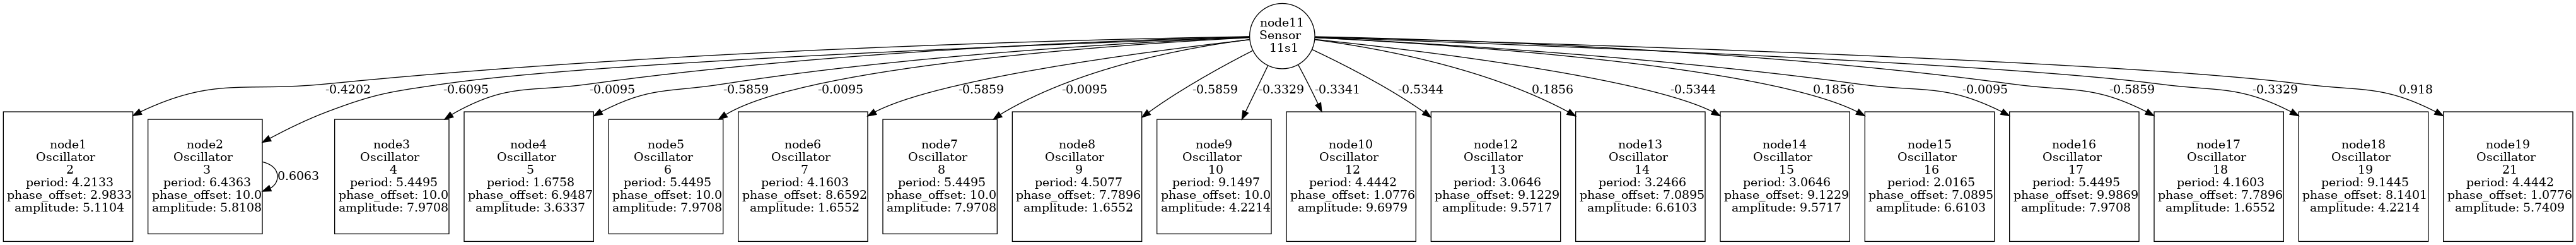 node11
Sensor
11s1
-0.4202
-0.6095
-0.0095
-0.5859
-0.0095
-0.5859
-0.0095
-0.5859
-0.3329
-0.3341
-0.5344
0.1856
-0.5344
0.1856
-0.0095
-0.5859
-0.3329
0.918
node1
Oscillator
2
period: 4.2133
phase_offset: 2.9833
amplitude: 5.1104
node2
Oscillator
3
period: 6.4363
phase_offset: 10.0
amplitude: 5.8108
0.6063
node3
Oscillator
4
period: 5.4495
phase_offset: 10.0
amplitude: 7.9708
node4
Oscillator
5
period: 1.6758
phase_offset: 6.9487
amplitude: 3.6337
node5
Oscillator
6
period: 5.4495
phase_offset: 10.0
amplitude: 7.9708
node6
Oscillator
7
period: 4.1603
phase_offset: 8.6592
amplitude: 1.6552
node7
Oscillator
8
period: 5.4495
phase_offset: 10.0
amplitude: 7.9708
node8
Oscillator
9
period: 4.5077
phase_offset: 7.7896
amplitude: 1.6552
node9
Oscillator
10
period: 9.1497
phase_offset: 10.0
amplitude: 4.2214
node10
Oscillator
12
period: 4.4442
phase_offset: 1.0776
amplitude: 9.6979
node12
Oscillator
13
period: 3.0646
phase_offset: 9.1229
amplitude: 9.5717
node13
Oscillator
14
period: 3.2466
phase_offset: 7.0895
amplitude: 6.6103
node14
Oscillator
15
period: 3.0646
phase_offset: 9.1229
amplitude: 9.5717
node15
Oscillator
16
period: 2.0165
phase_offset: 7.0895
amplitude: 6.6103
node16
Oscillator
17
period: 5.4495
phase_offset: 9.9869
amplitude: 7.9708
node17
Oscillator
18
period: 4.1603
phase_offset: 7.7896
amplitude: 1.6552
node18
Oscillator
19
period: 9.1445
phase_offset: 8.1401
amplitude: 4.2214
node19
Oscillator
21
period: 4.4442
phase_offset: 1.0776
amplitude: 5.7409